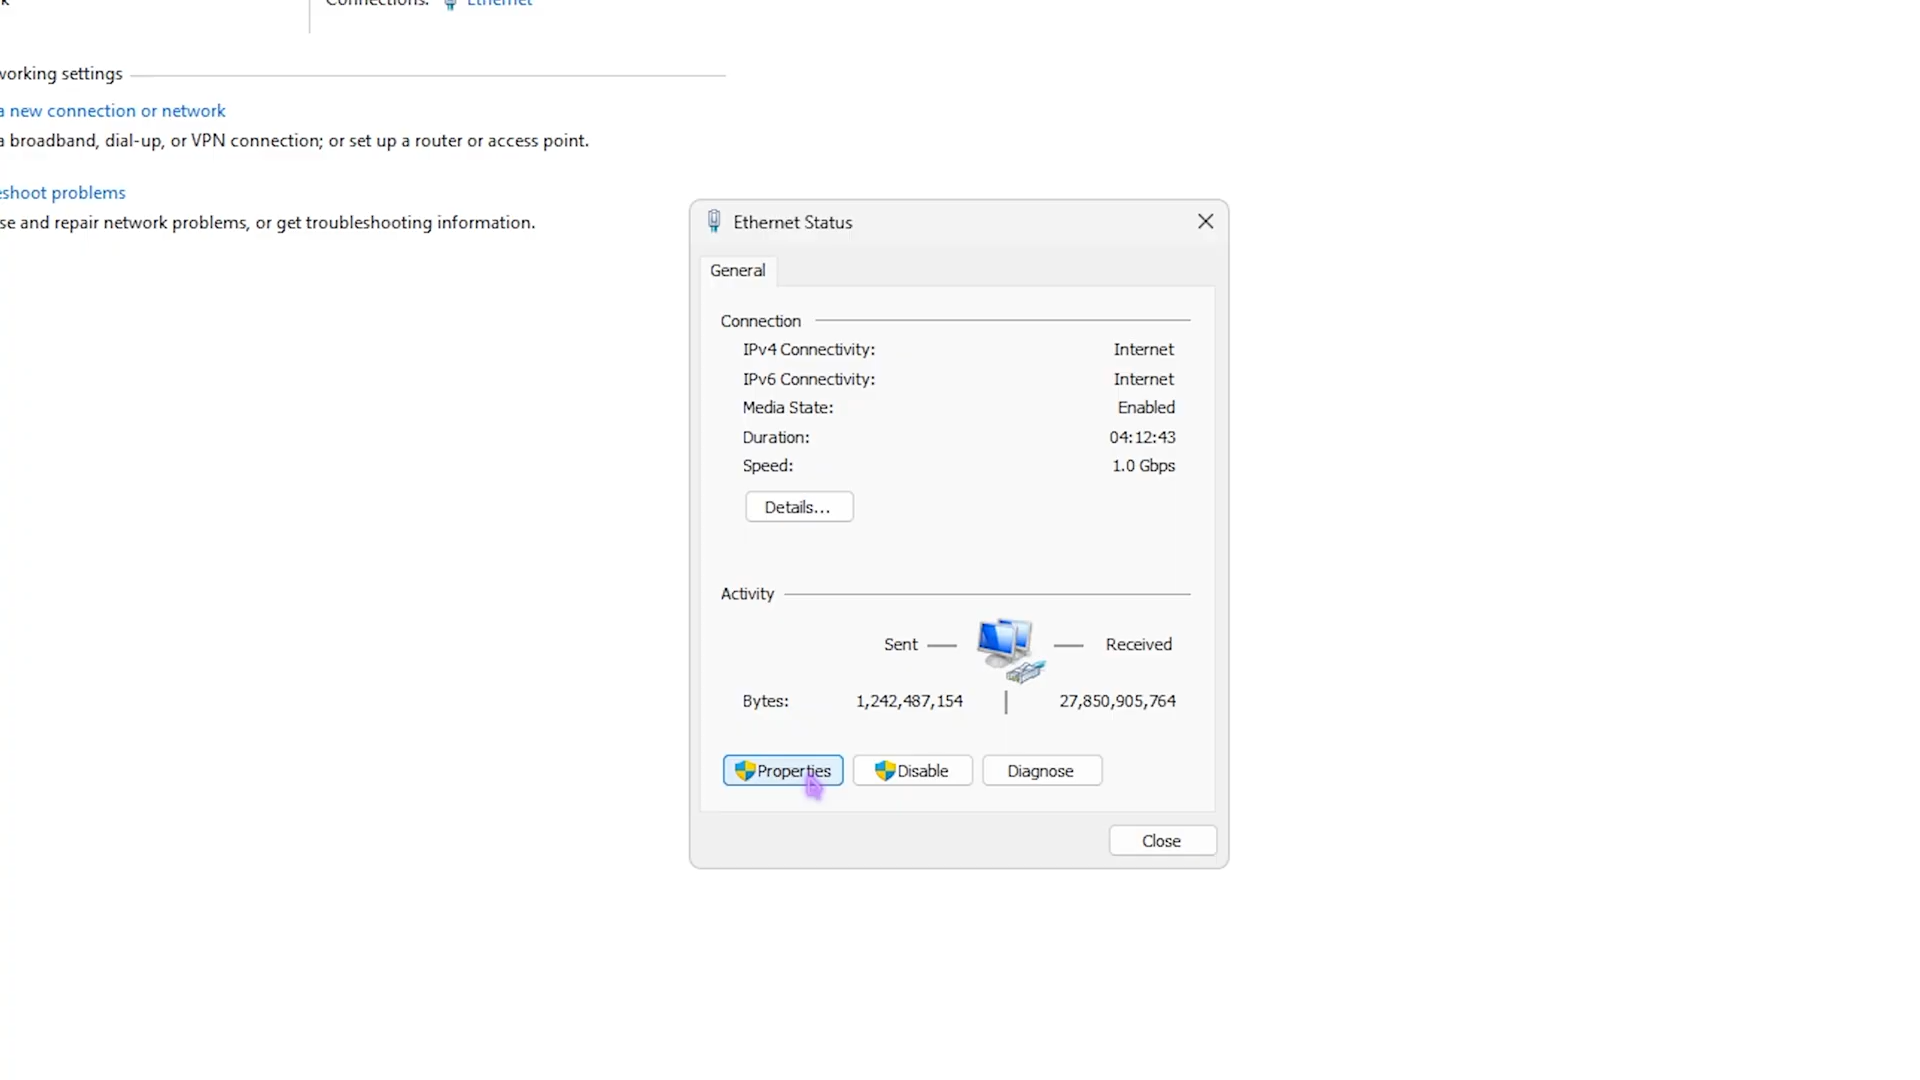 Ethernet
working settings
a new connection or network
a broadband, dial-up, or VPN connection; or set up a router or access point.
eshoot problems
se and repair network problems, or get troubleshooting information.
Ethernet Status
General
Connection
IPv4 Connectivity: Internet
IPv6 Connectivity: Internet
Media State: Enabled
Duration: 04:12:43
Speed: 1.0 Gbps
Details...
Activity
Sent Received
Bytes: 1,242,487,154 27,850,905,764
Properties Disable Diagnose
Close